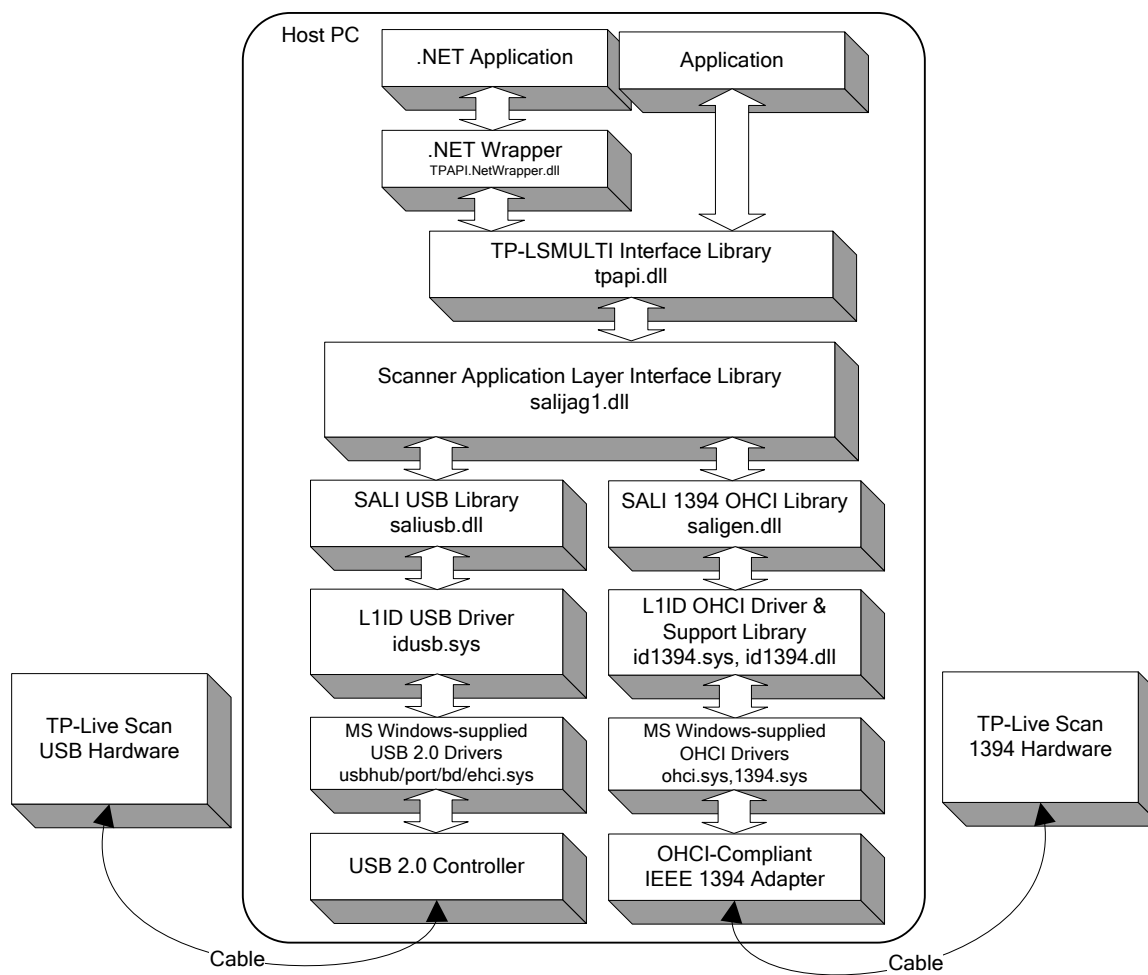 Host PC
.NET Application
Application
.NET Wrapper
TPAPI.NetWrapper.dll
TP-LSMULTI Interface Library
tpapi.dll
Scanner Application Layer Interface Library
salijag1.dll
SALI USB Library
saliusb.dll
SALI 1394 OHCI Library
saligen.dll
L1ID USB Driver
idusb.sys
L1ID OHCI Driver &
Support Library
id1394.sys, id1394.dll
TP-Live Scan
USB Hardware
MS Windows-supplied
USB 2.0 Drivers
usbhub/port/bd/ehci.sys
MS Windows-supplied
OHCI Drivers
ohci.sys,1394.sys
TP-Live Scan
1394 Hardware
USB 2.0 Controller
OHCI-Compliant
IEEE 1394 Adapter
Cable
Cable